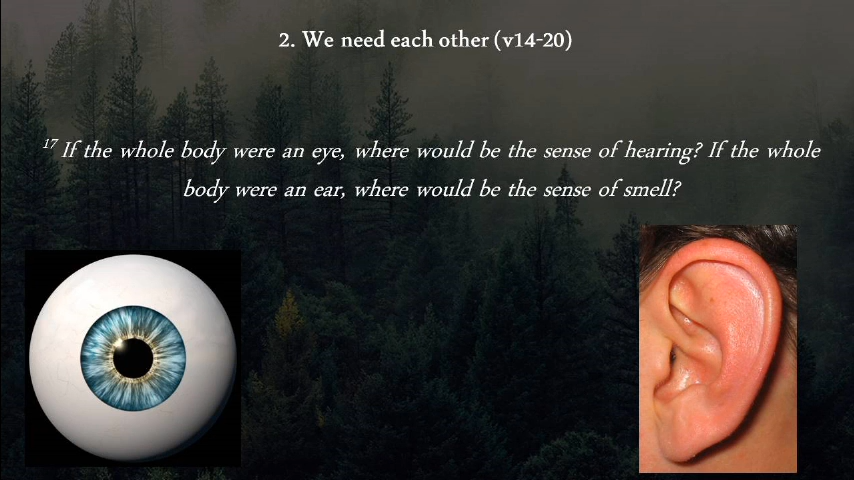 2. We need each other (v14-20)
17 If the whole body were an eye, where would be the sense of hearing? If the whole
body were an ear, where would be the sense of smell?